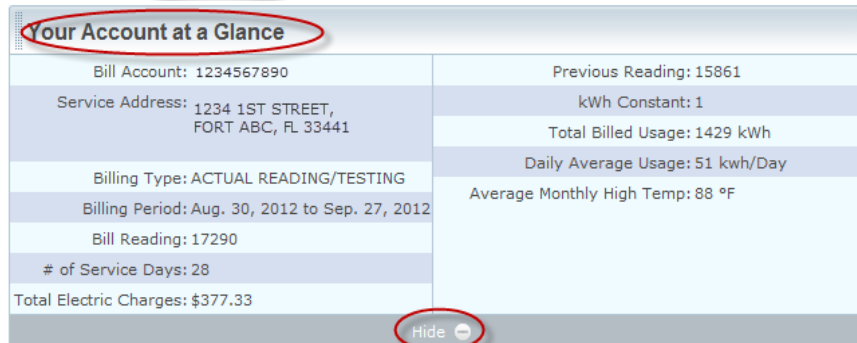 Your Account at a Glance
Bill Account: 1234567890
Service Address: 1234 1ST STREET,
FORT ABC, FL 33441
Billing Type: ACTUAL READING/TESTING
Billing Period: Aug. 30, 2012 to Sep. 27, 2012
Bill Reading: 17290
# of Service Days: 28
Total Electric Charges: $377.33
Previous Reading: 15861
kWh Constant: 1
Total Billed Usage: 1429 kWh
Daily Average Usage: 51 kwh/Day
Average Monthly High Temp: 88 °F
Hide